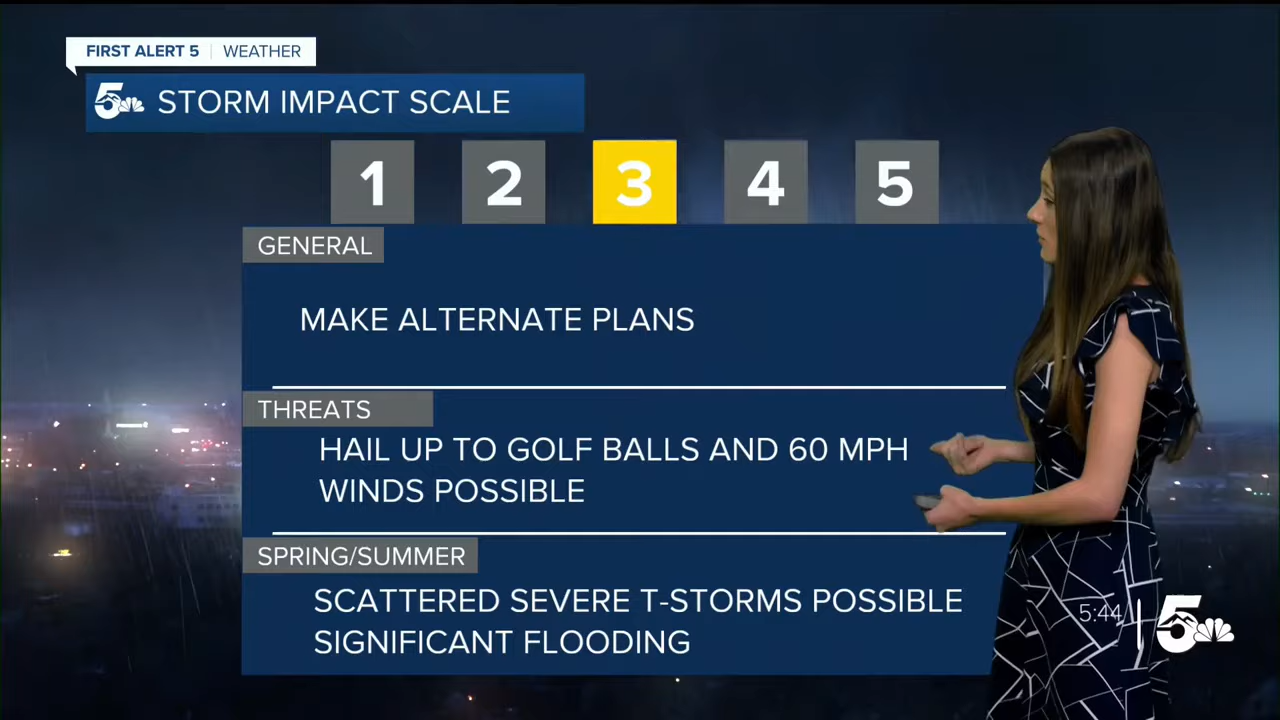 FIRST ALERT 5 | WEATHER
5 STORM IMPACT SCALE
1 2 3 4 5
GENERAL
MAKE ALTERNATE PLANS
THREATS
HAIL UP TO GOLF BALLS AND 60 MPH
WINDS POSSIBLE
SPRING/SUMMER
SCATTERED SEVERE T-STORMS POSSIBLE
SIGNIFICANT FLOODING
5:44 5